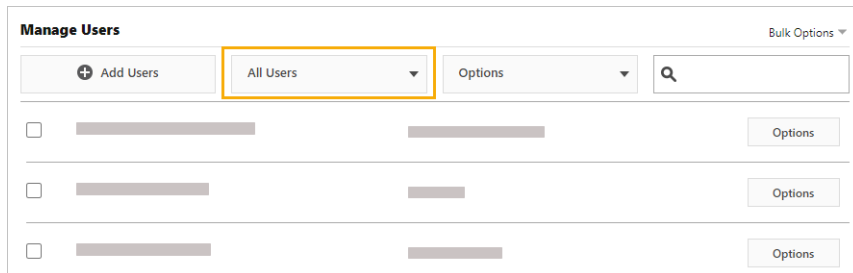 Manage Users
Bulk Options
Add Users
All Users
Options
Options
Options
Options